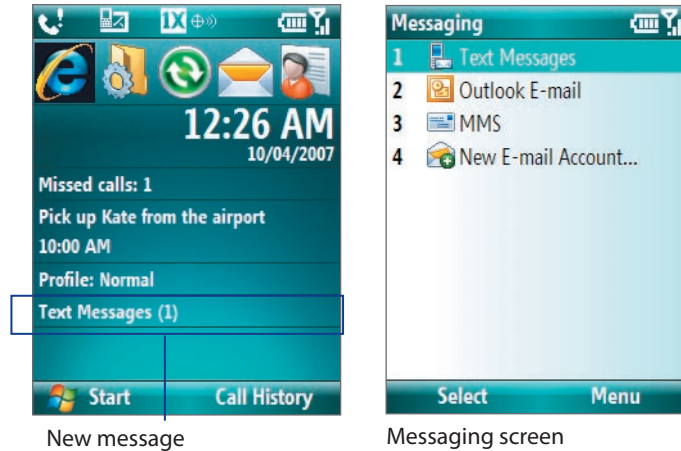 1X
12:26 AM
10/04/2007
Missed calls: 1
Pick up Kate from the airport
10:00 AM
Profile: Normal
Text Messages (1)
Start Call History
New message
Messaging
1 Text Messages
2 Outlook E-mail
3 MMS
4 New E-mail Account...
Select Menu
Messaging screen